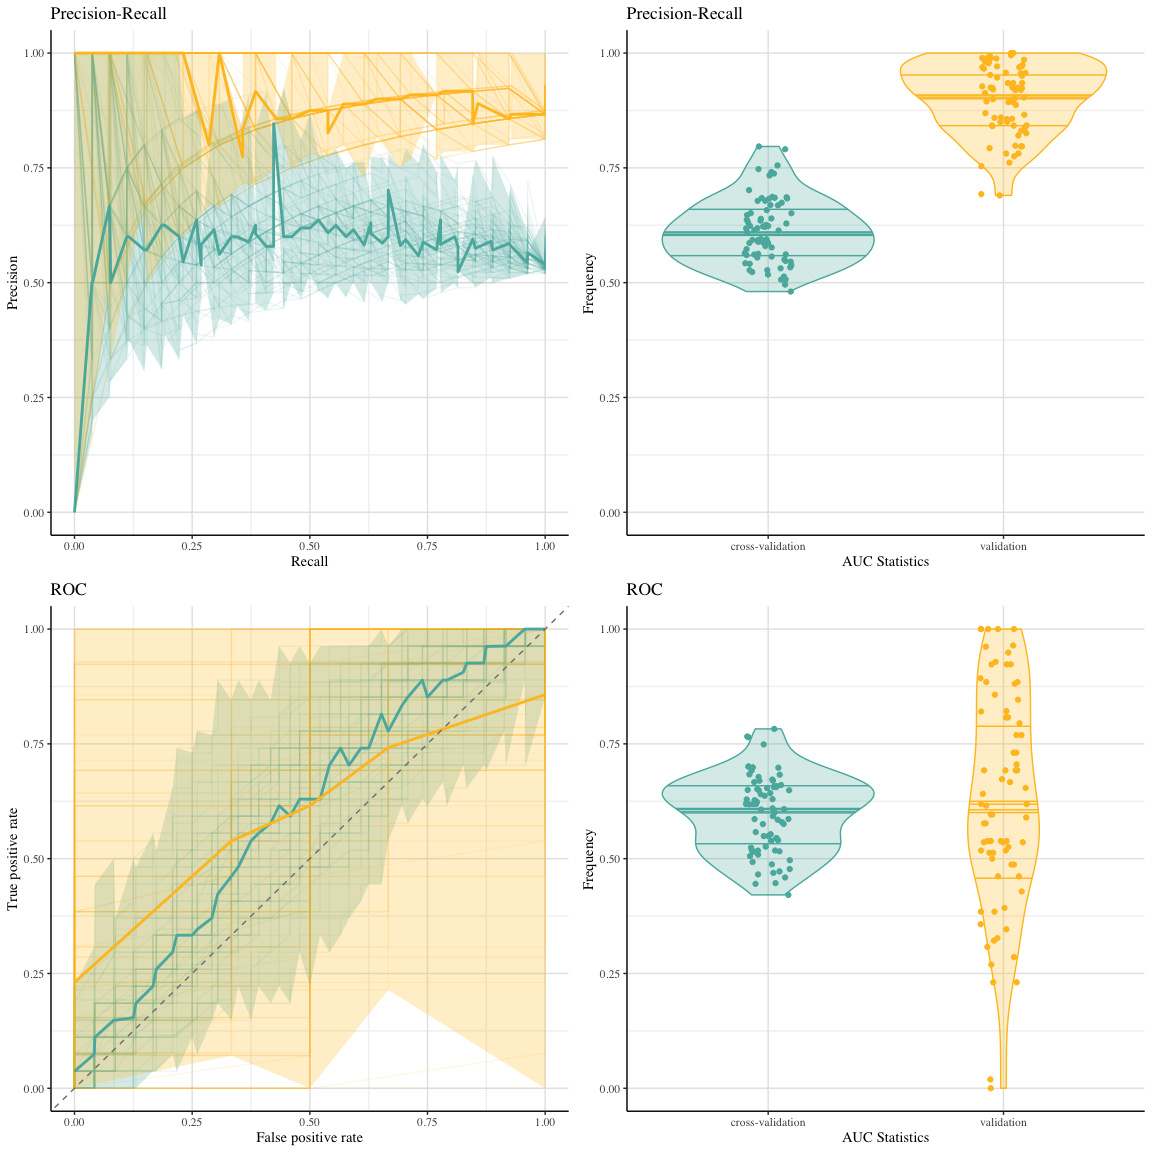 Precision-Recall
Precision
1.00
0.75
0.50
0.25
0.00
0.00 0.25 0.50 0.75 1.00
Recall
Precision-Recall
Frequency
1.00
0.75
0.50
0.25
0.00
cross-validation validation
AUC Statistics
ROC
True positive rate
1.00
0.75
0.50
0.25
0.00
0.00 0.25 0.50 0.75 1.00
False positive rate
ROC
Frequency
1.00
0.75
0.50
0.25
0.00
cross-validation validation
AUC Statistics